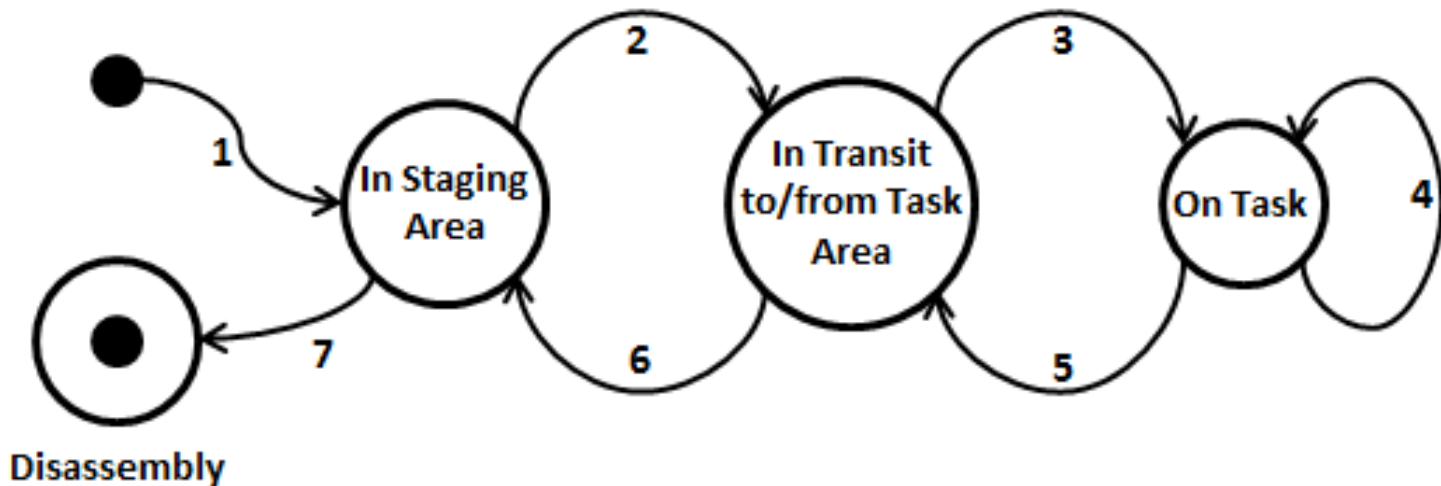 1
In Staging
Area
2
In Transit
to/from Task
Area
3
On Task
4
5
6
7
Disassembly